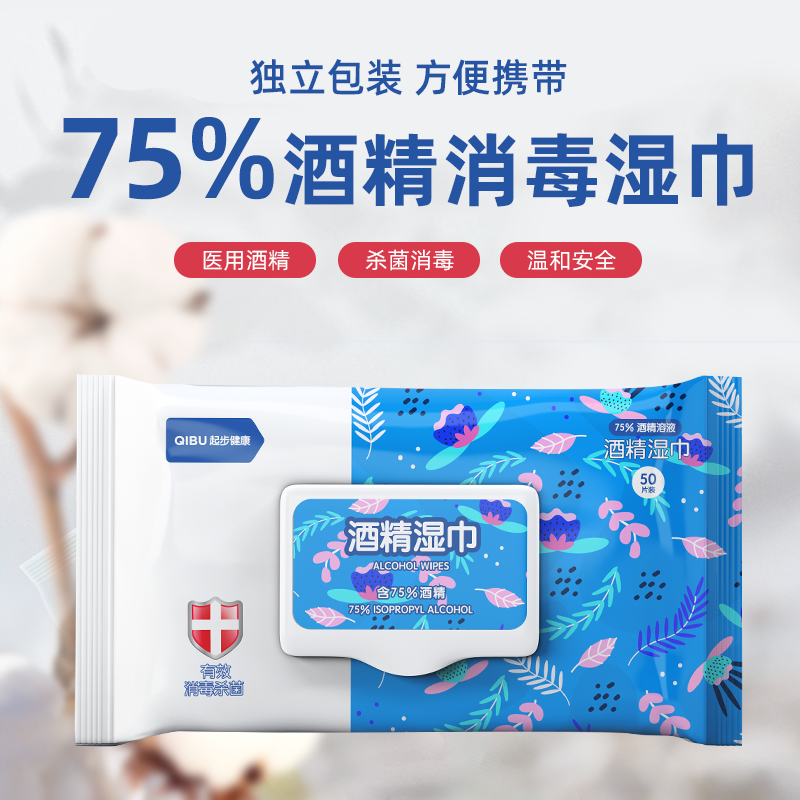 独立包装 方便携带
75%酒精消毒湿巾
医用酒精 杀菌消毒 温和安全
QIBU 起步健康
75% 酒精溶液
酒精湿巾
50
片装
酒精湿巾
ALCOHOL WIPES
含75%酒精
75% ISOPROPYL ALCOHOL
有效
消毒杀菌